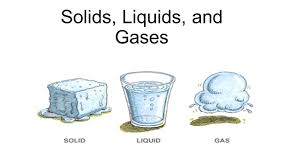 Solids, Liquids, and
Gases
SOLID LIQUID GAS